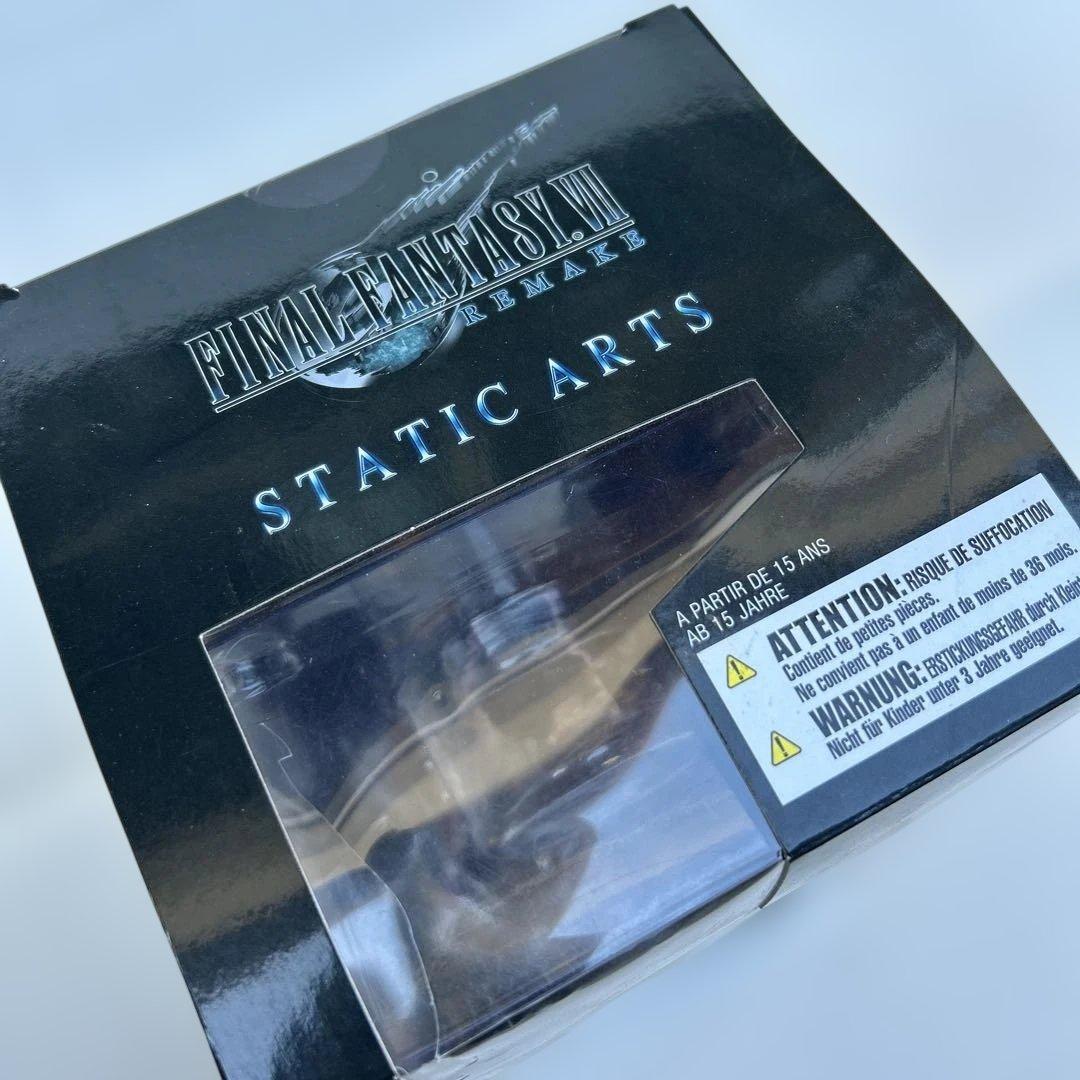 FINAL FANTASY. VII
REMAKE
STATIC ARTS
A PARTIR DE 15 ANS
AB 15 JAHRE
ATTENTION: RISQUE DE SUFFOCATION
Contient de petites pièces.
Ne convient pas à un enfant de moins de 36 mois.
WARNUNG: ERSTICKUNGSGEFAHR durch
Nicht für Kinder unter 3 Jahre geeignet.